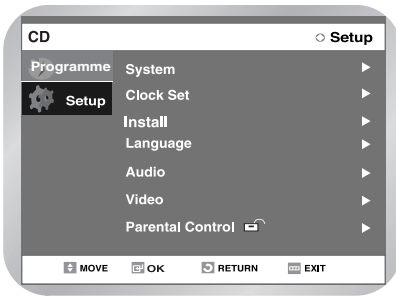 CD Setup
Programme System
Setup Clock Set
Install
Language
Audio
Video
Parental Control
MOVE OK RETURN EXIT